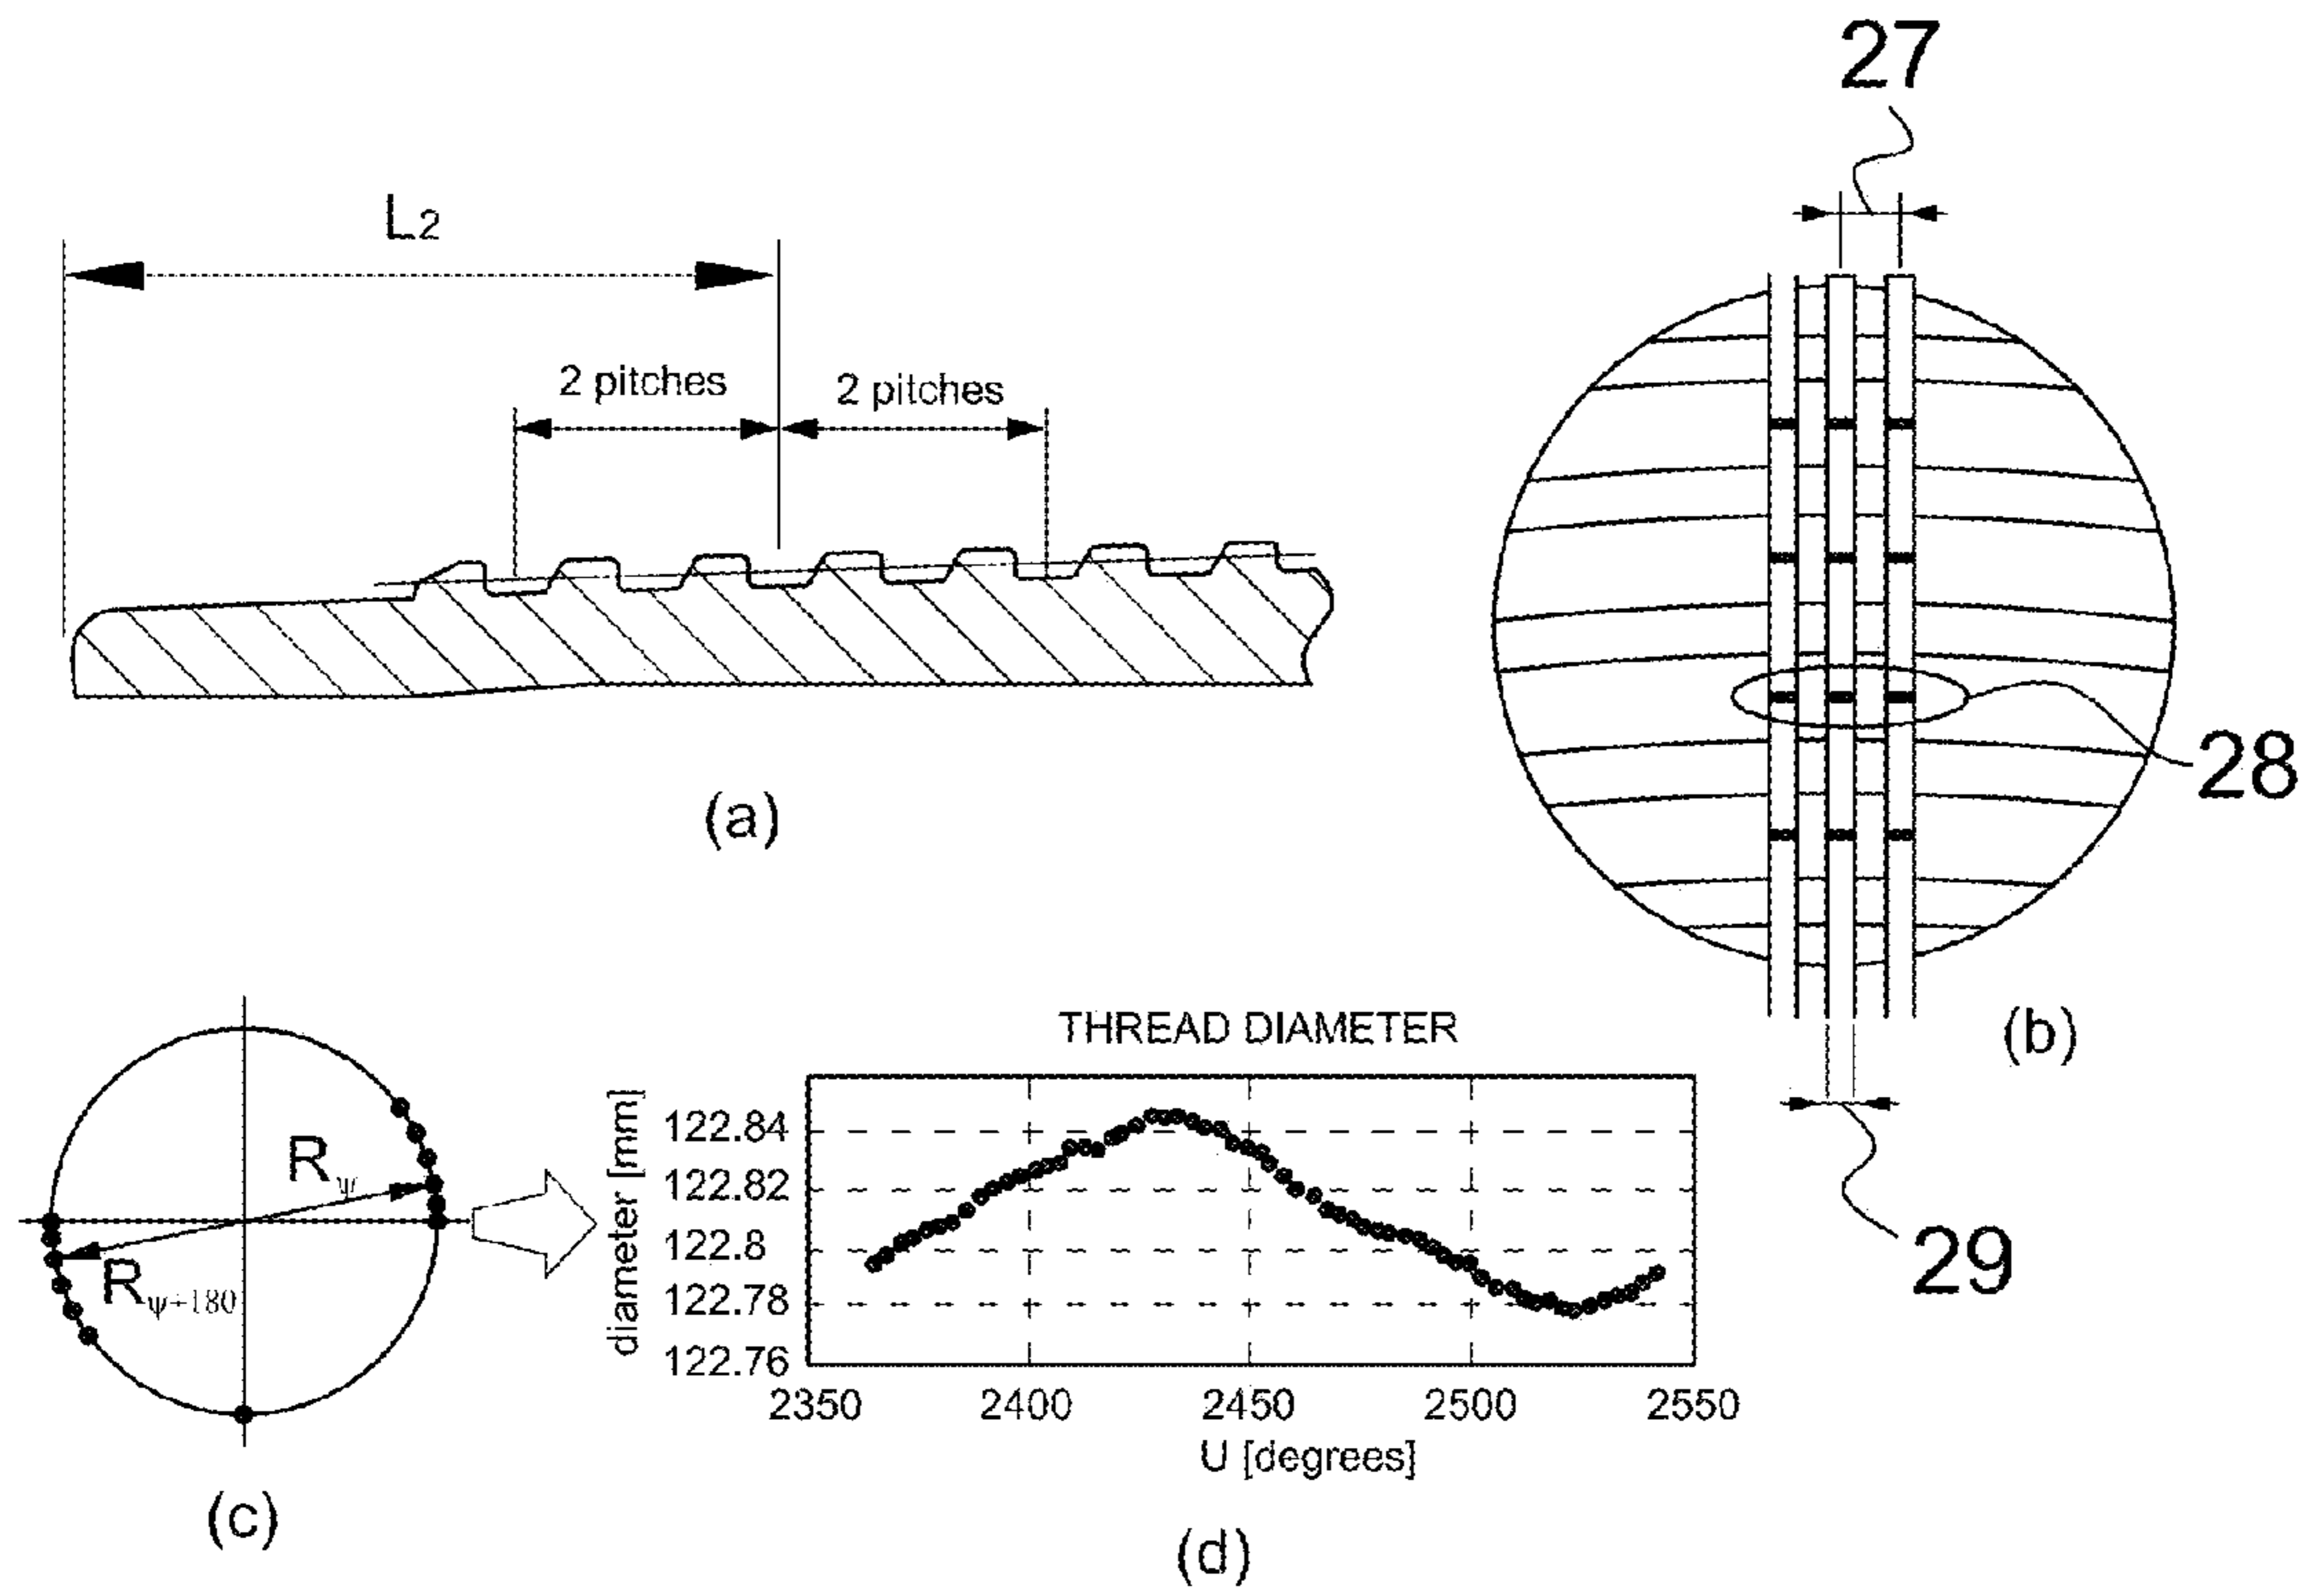 27
L2
2 pitches
2 pitches
28
(a)
(b)
THREAD DIAMETER
diameter [mm]
122.84
122.82
122.8
122.78
122.76
2350 2400 2450 2500 2550
U [degrees]
Rψ
Rψ+180
29
(c)
(d)